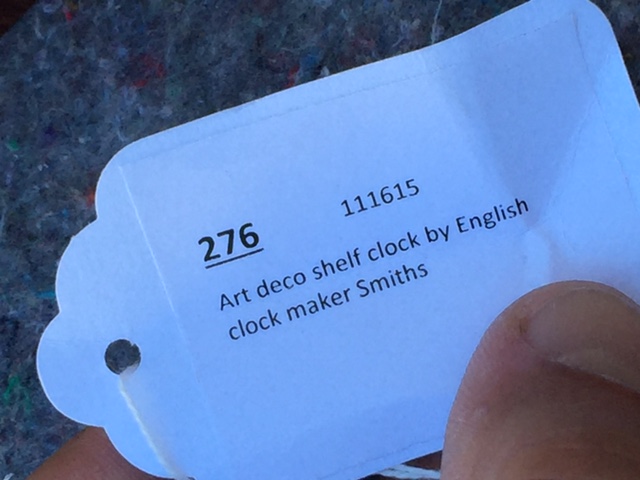 276 111615
Art deco shelf clock by English
clock maker Smiths